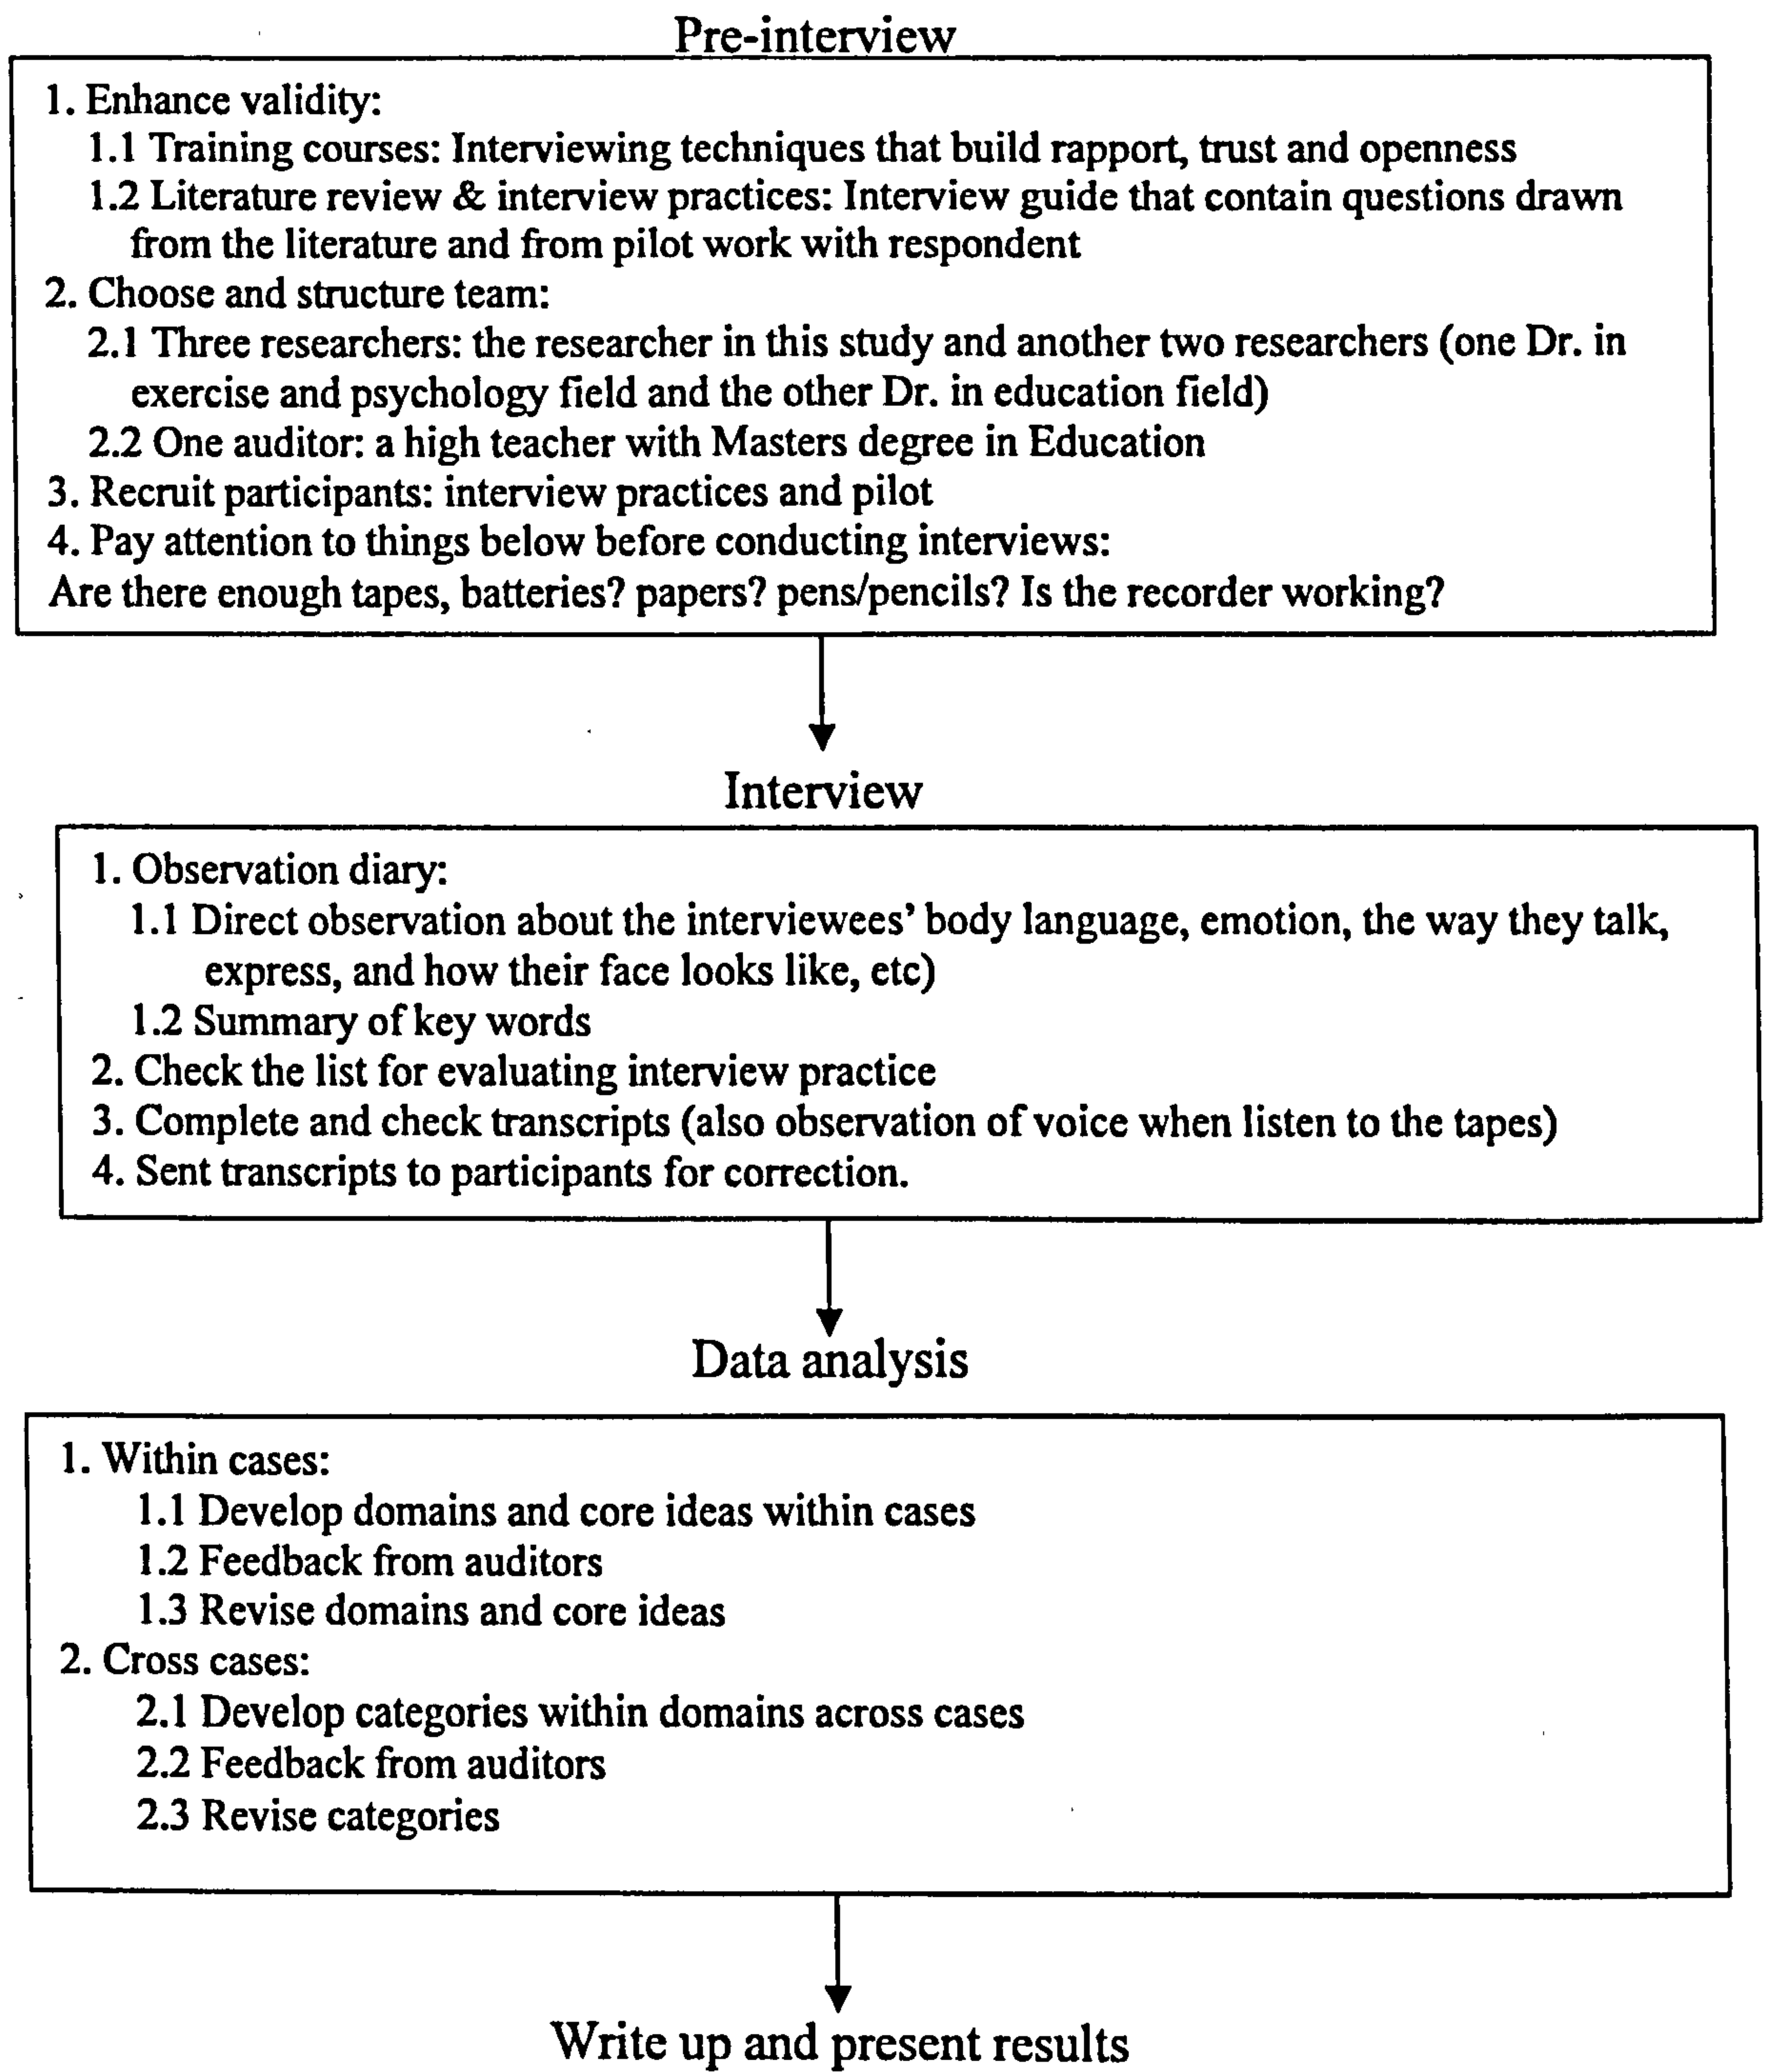 Pre-interview
1. Enhance validity:
1.1 Training courses: Interviewing techniques that build rapport, trust and openness
1.2 Literature review & interview practices: Interview guide that contain questions drawn
from the literature and from pilot work with respondent
2. Choose and structure team:
2.1 Three researchers: the researcher in this study and another two researchers (one Dr. in
exercise and psychology field and the other Dr. in education field)
2.2 One auditor: a high teacher with Masters degree in Education
3. Recruit participants: interview practices and pilot
4. Pay attention to things below before conducting interviews:
Are there enough tapes, batteries? papers? pens/pencils? Is the recorder working?
Interview
1. Observation diary:
1.1 Direct observation about the interviewees’ body language, emotion, the way they talk,
express, and how their face looks like, etc)
1.2 Summary of key words
2. Check the list for evaluating interview practice
3. Complete and check transcripts (also observation of voice when listen to the tapes)
4. Sent transcripts to participants for correction.
Data analysis
1. Within cases:
1.1 Develop domains and core ideas within cases
1.2 Feedback from auditors
1.3 Revise domains and core ideas
2. Cross cases:
2.1 Develop categories within domains across cases
2.2 Feedback from auditors
2.3 Revise categories
Write up and present results